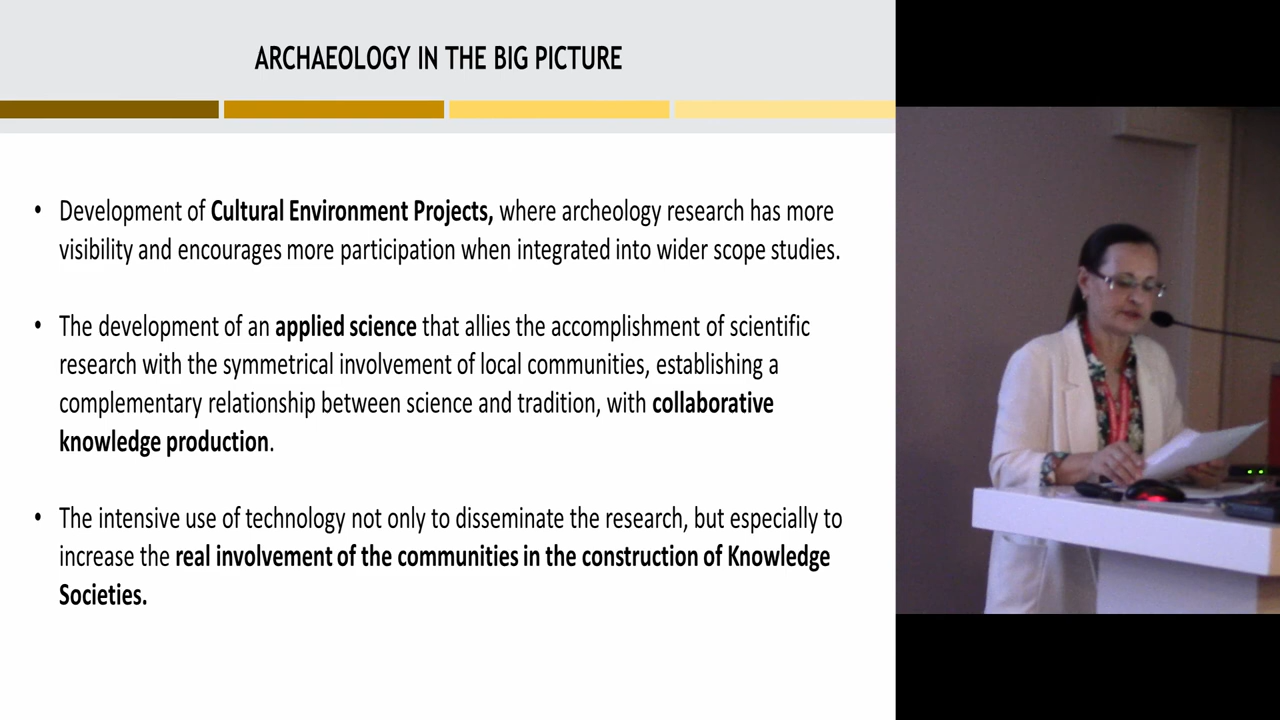 ARCHAEOLOGY IN THE BIG PICTURE
• Development of Cultural Environment Projects, where archeology research has more
visibility and encourages more participation when integrated into wider scope studies.
• The development of an applied science that allies the accomplishment of scientific
research with the symmetrical involvement of local communities, establishing a
complementary relationship between science and tradition, with collaborative
knowledge production.
• The intensive use of technology not only to disseminate the research, but especially to
increase the real involvement of the communities in the construction of Knowledge
Societies.